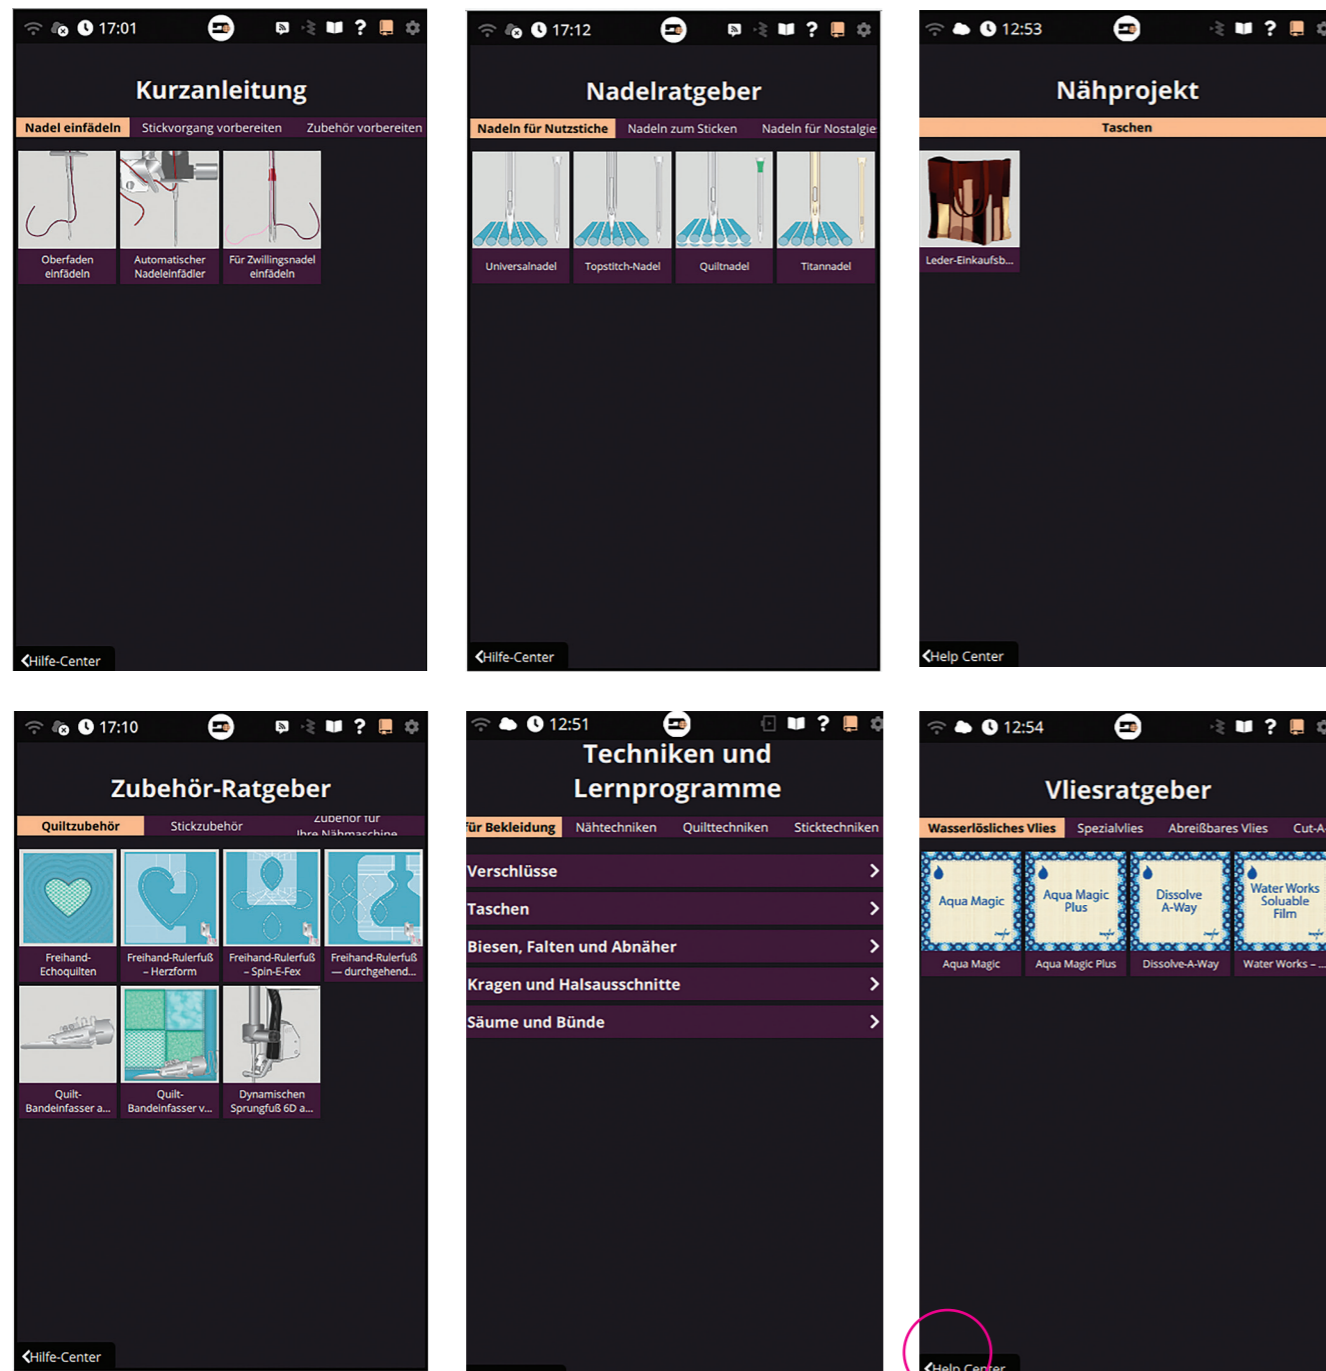 17:01
Kurzanleitung
Nadel einfädeln Stickvorgang vorbereiten Zubehör vorbereiten
Oberfaden
einfädeln
Automatischer
Nadeleinfädler
Für Zwillingsnadel
einfädeln
Hilfe-Center
17:12
Nadelratgeber
Nadeln für Nutzstiche Nadeln zum Sticken Nadeln für Nostalgie
Universalnadel Topstitch-Nadel Quiltnadel Titannadel
Hilfe-Center
12:53
Nähprojekt
Taschen
Leder-Einkaufsb...
Help Center
17:10
Zubehör-Ratgeber
Quiltzubehör Stickzubehör
Zubehör für
Ihre Nähmaschine
Freihand-
Echoquilten
Freihand-Rulerfuß
– Herzform
Freihand-Rulerfuß
– Spin-E-Fex
Freihand-Rulerfuß
— durchgehend...
Quilt-
Bandeinfasser a...
Quilt-
Bandeinfasser v...
Dynamischen
Sprungfuß 6D a...
Hilfe-Center
12:51
Techniken und
Lernprogramme
für Bekleidung Nähtechniken Quilttechniken Sticktechniken
Verschlüsse
Taschen
Biesen, Falten und Abnäher
Kragen und Halsausschnitte
Säume und Bünde
12:54
Vliesratgeber
Wasserlösliches Vlies Spezialvlies Abreißbares Vlies Cut-A
Aqua Magic
Aqua Magic
Plus
Dissolve
A-Way
Water Works
Soluable
Film
Aqua Magic Aqua Magic Plus Dissolve-A-Way Water Works – ...
Help Center